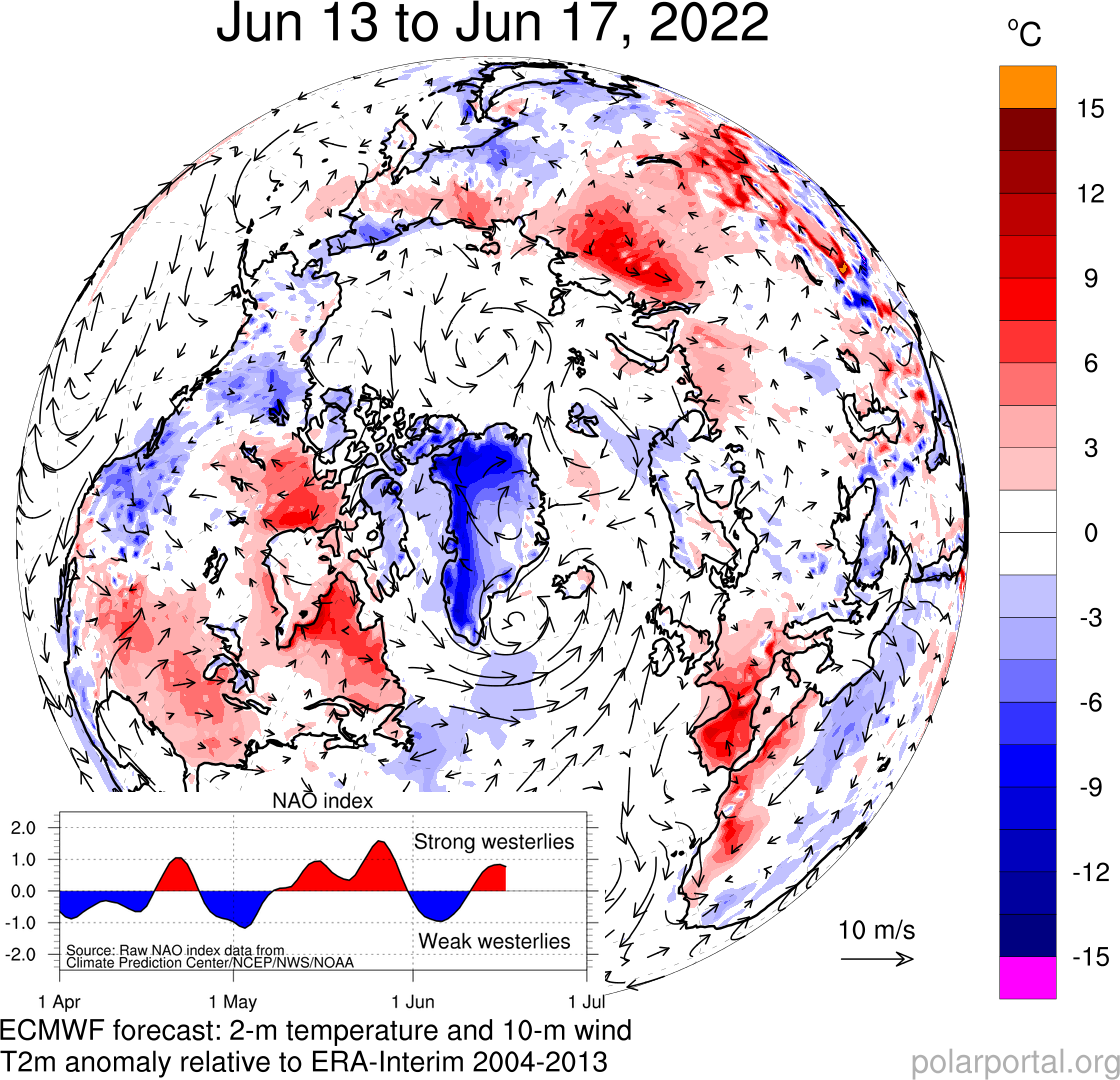 Jun 13 to Jun 17, 2022
°C
15
12
9
6
3
0
-3
-6
-9
-12
-15
10 m/s
NAO index
2.0
1.0
0.0
-1.0
-2.0
Strong westerlies
Weak westerlies
Source: Raw NAO index data from
Climate Prediction Center/NCEP/NWS/NOAA
1 Apr
1 May
1 Jun
1 Jul
ECMWF forecast: 2-m temperature and 10-m wind
T2m anomaly relative to ERA-Interim 2004-2013
polarportal.org